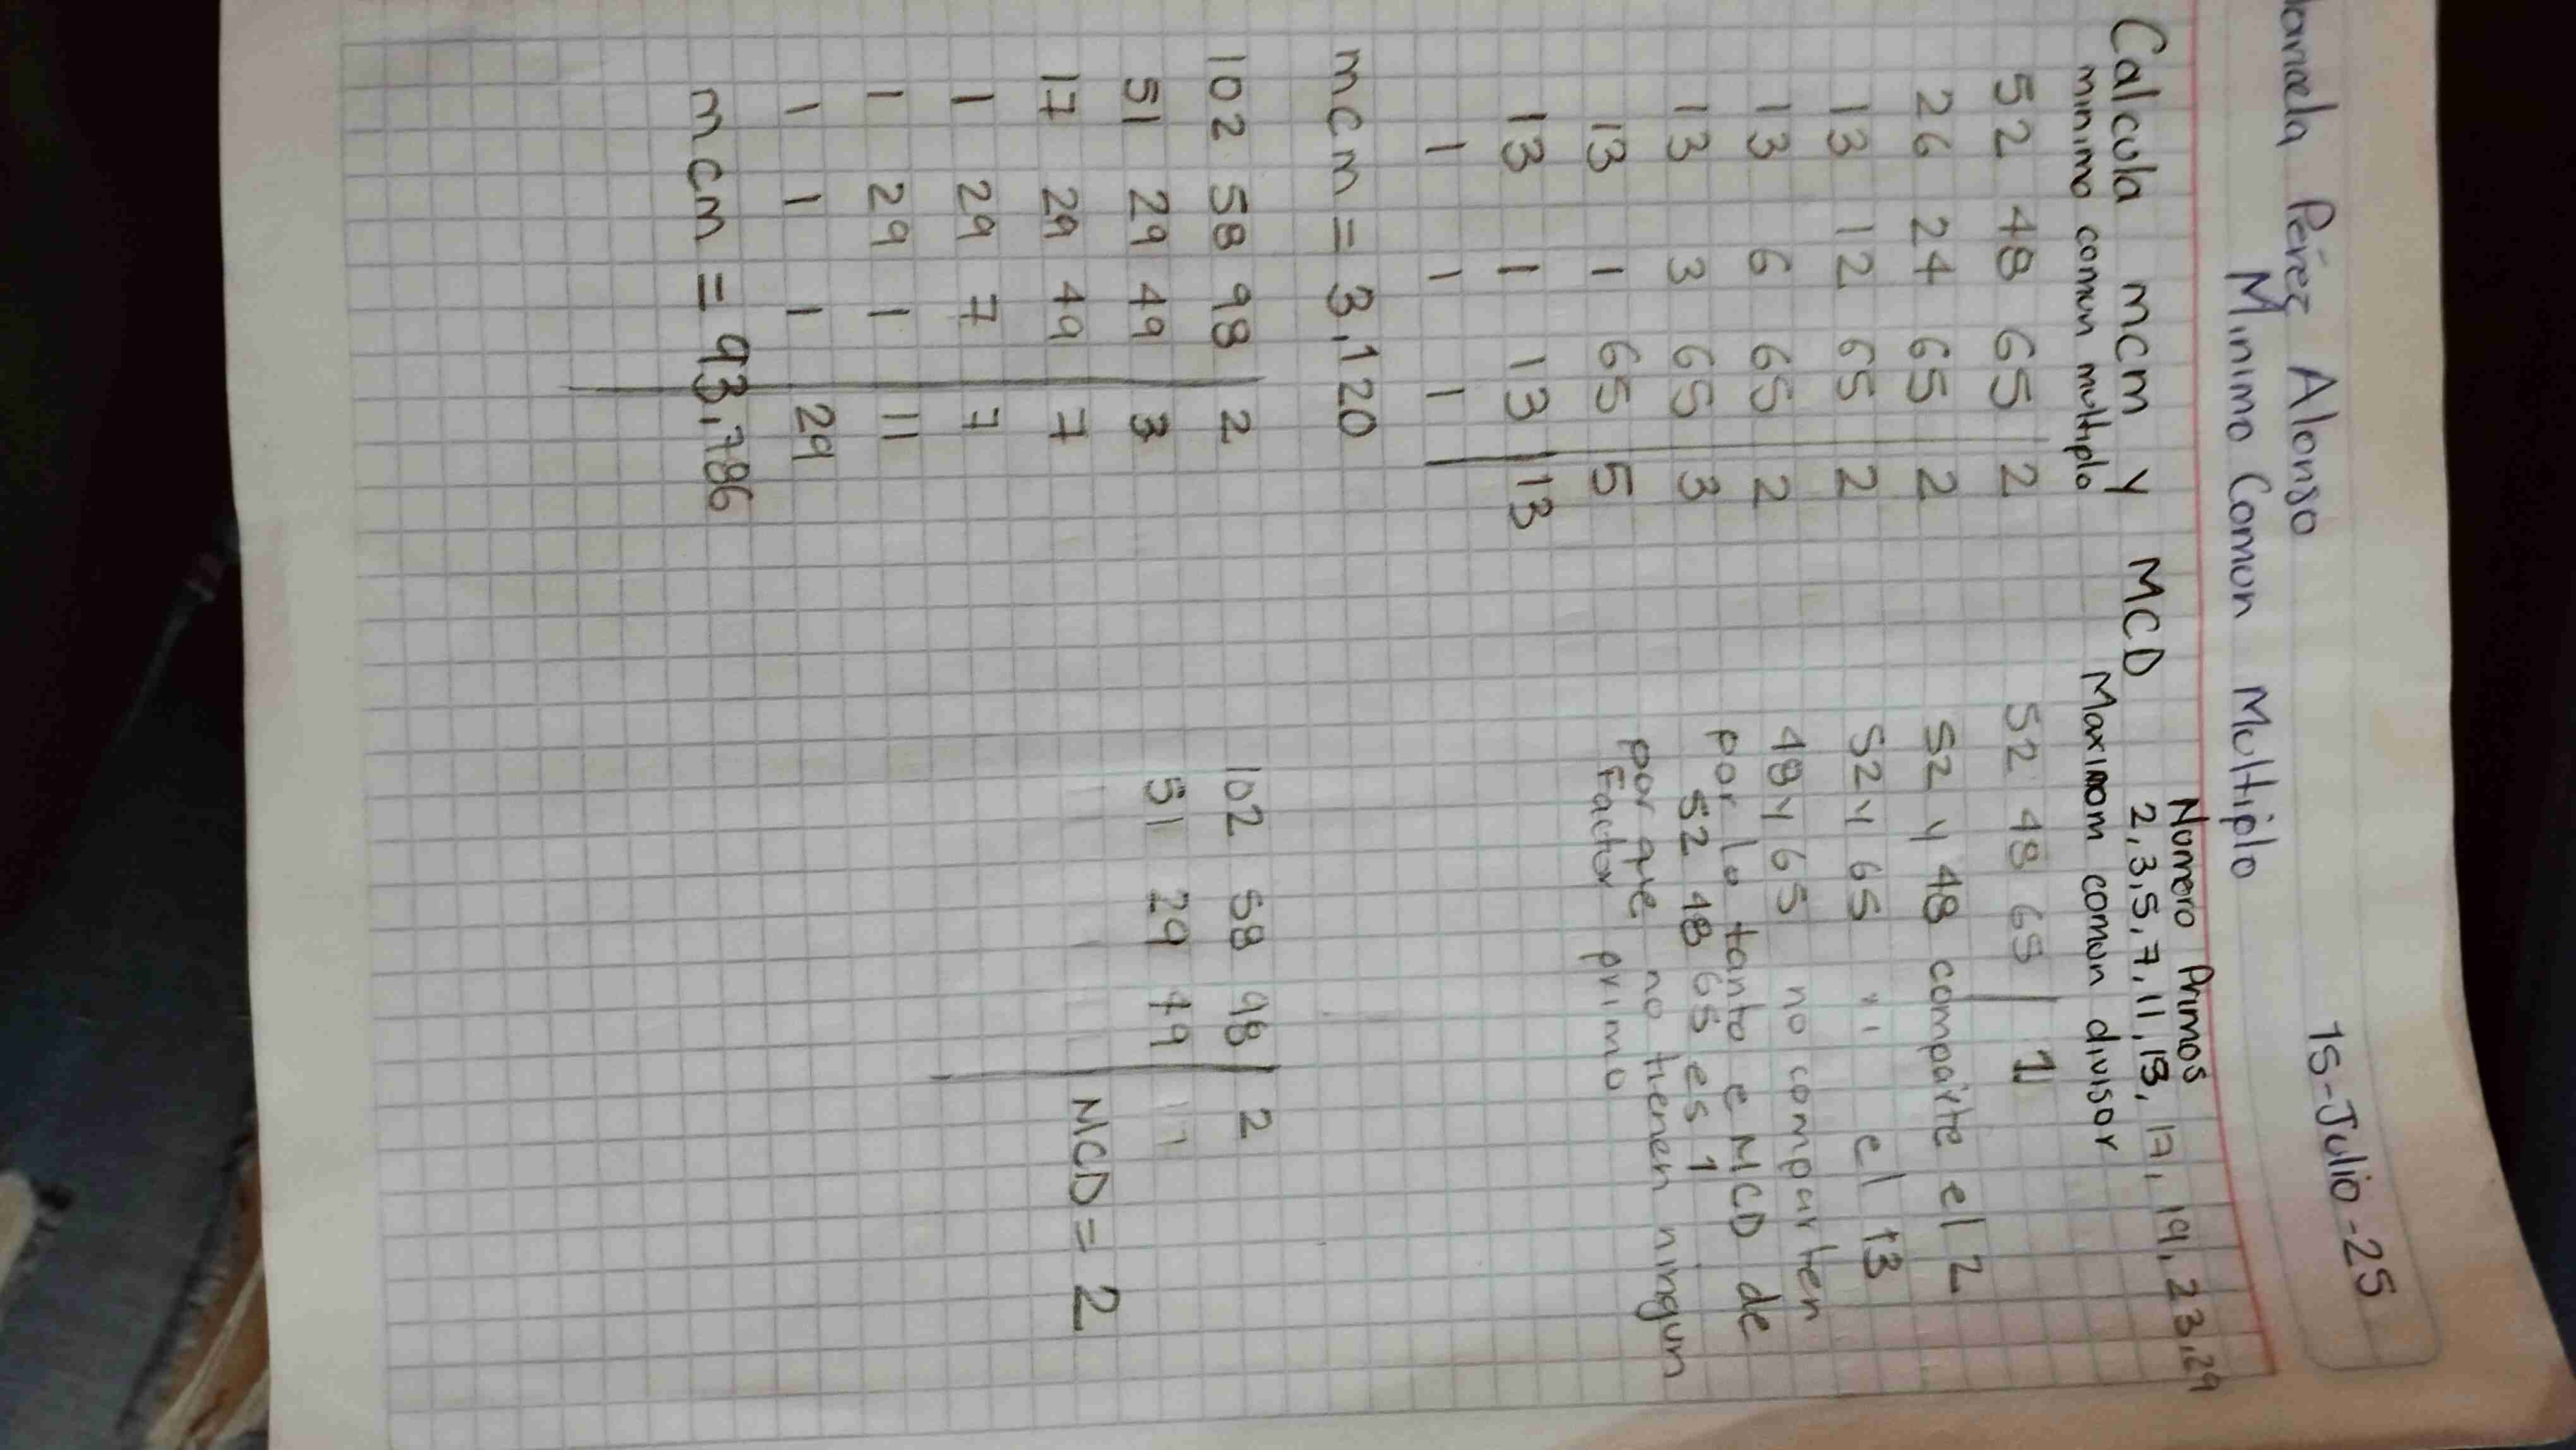 Pérez Alonso
15-Julio-25
Minimo Comun Multiplo
Numero Primos
2,3,5,7,11,13,17,19,23,29
Calcula mcm y MCD
minimo comun multiplo
52 48 65 2
26 24 65 2
13 12 65 2
13 6 65 2
13 3 65 3
13 1 65 5
13 1 13 13
1 1 1
mcm = 3,120
102 58 98 2
51 29 49 3
17 29 49 7
1 29 7 7
1 29 1 11
1 1 1 29
mcm = 93,786
Maximom comun divisor
52 48 65 1
52 y 48 comparte el 2
52 y 65 " el 13
48 y 65 no comparten
por lo tanto e MCD de
52 48 65 es 1
por que no tienen ningun
Factor primo
102 58 98 2
51 29 49
MCD = 2